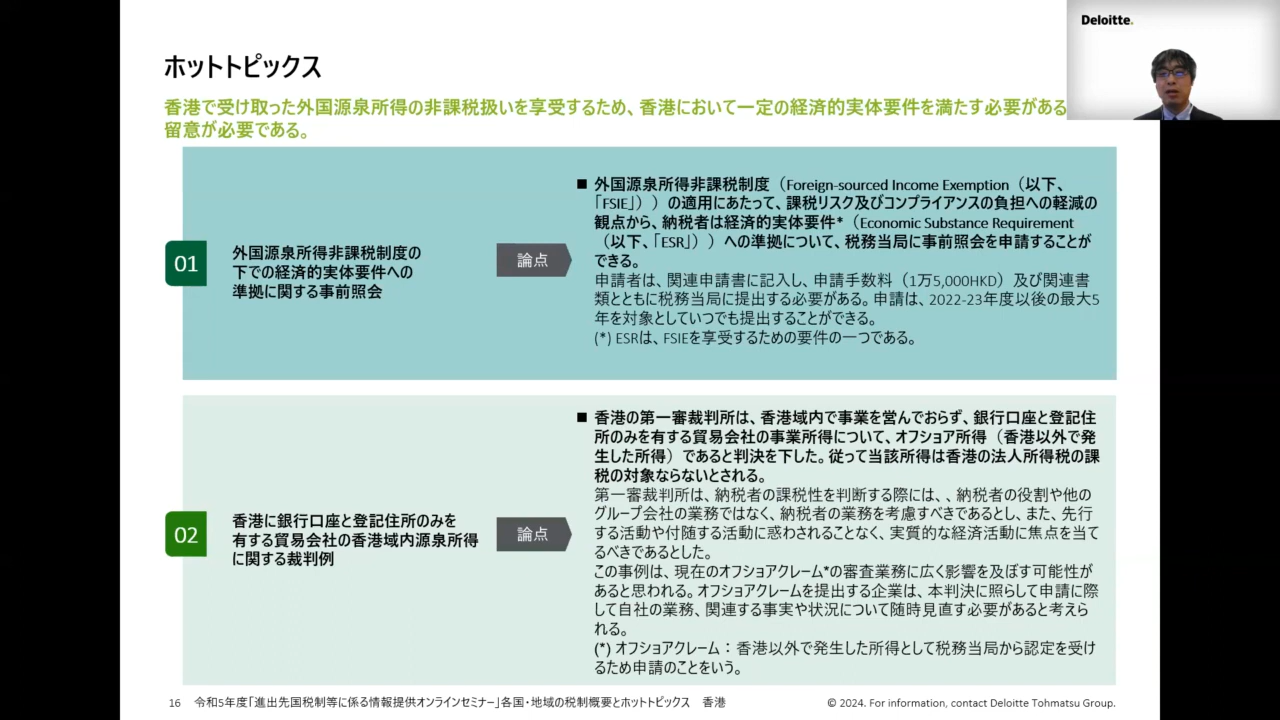 Deloitte.
ホットトピックス
香港で受け取った外国源泉所得の非課税扱いを享受するため、香港において一定の経済的実体要件を満たす必要がある
留意が必要である。
01
外国源泉所得非課税制度の
下での経済的実体要件への
準拠に関する事前照会
論点
■ 外国源泉所得非課税制度（Foreign-sourced Income Exemption（以下、
「FSIE」））の適用にあたって、課税リスク及びコンプライアンスの負担への軽減の
観点から、納税者は経済的実体要件*（Economic Substance Requirement
（以下、「ESR」））への準拠について、税務当局に事前照会を申請することが
できる。
申請者は、関連申請書に記入し、申請手数料（1万5,000HKD）及び関連書
類とともに税務当局に提出する必要がある。申請は、2022-23年度以後の最大5
年を対象としていつでも提出することができる。
(*) ESRは、FSIEを享受するための要件の一つである。
02
香港に銀行口座と登記住所のみを
有する貿易会社の香港域内源泉所得
に関する裁判例
論点
■ 香港の第一審裁判所は、香港域内で事業を営んでおらず、銀行口座と登記住
所のみを有する貿易会社の事業所得について、オフショア所得（香港以外で発
生した所得）であると判決を下した。従って当該所得は香港の法人所得税の課
税の対象ならないとされる。
第一審裁判所は、納税者の課税性を判断する際には、、納税者の役割や他の
グループ会社の業務ではなく、納税者の業務を考慮すべきであるとし、また、先行
する活動や付随する活動に惑わされることなく、実質的な経済活動に焦点を当て
るべきであるとした。
この事例は、現在のオフショアクレーム*の審査業務に広く影響を及ぼす可能性が
あると思われる。オフショアクレームを提出する企業は、本判決に照らして申請に際
して自社の業務、関連する事実や状況について随時見直す必要があると考えら
れる。
(*) オフショアクレーム：香港以外で発生した所得として税務当局から認定を受け
るため申請のことをいう。
16 令和5年度「進出先国税制等に係る情報提供オンラインセミナー」各国・地域の税制概要とホットトピックス 香港
© 2024. For information, contact Deloitte Tohmatsu Group.